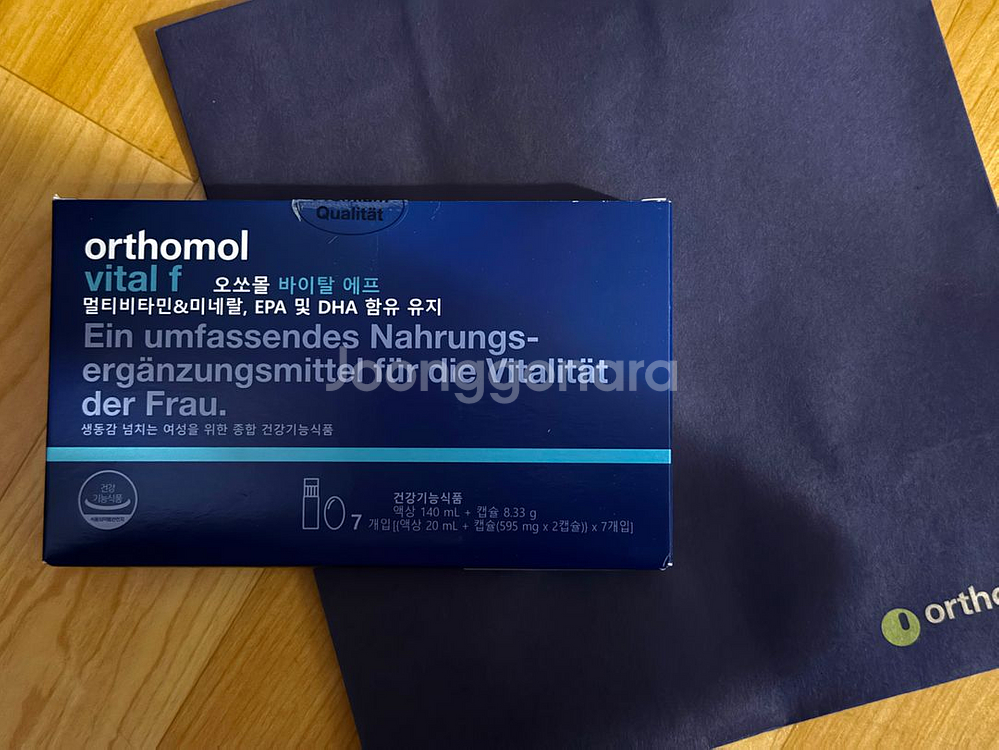 Qualität
orthomol
vital f 오쏘몰 바이탈 에프
멀티비타민&미네랄, EPA 및 DHA 함유 유지
Ein umfassendes Nahrungs-
ergänzungsmittel für die Vitalität
der Frau.
생동감 넘치는 여성을 위한 종합 건강기능식품
Joonggonara
건강
기능식품
건강기능식품
액상 140 mL + 캡슐 8.33 g
7 개입[(액상 20 mL + 캡슐(595 mg x 2캡슐)) x 7개입]
ortho